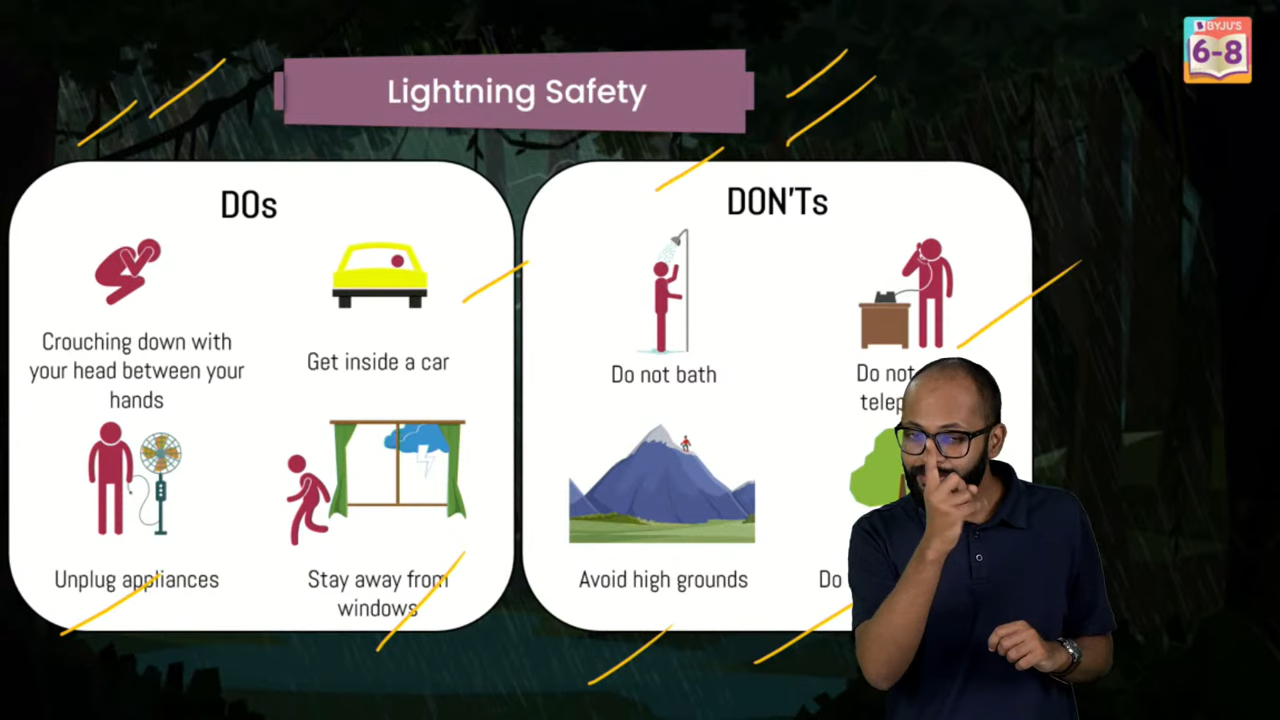 BYJU'S
6-8
Lightning Safety
DOs
Crouching down with
your head between your
hands
Get inside a car
Unplug appliances
Stay away from
windows
DON'Ts
Do not bath
Do not
Avoid high grounds
Do